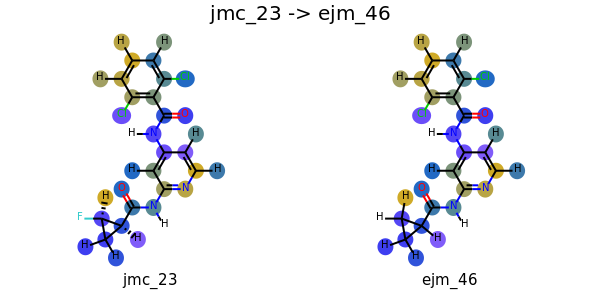 jmc_23 -> ejm_46
H H H H
H Cl H Cl
Cl O Cl O
H N H H N H
H H H H
O N O N
H N H N
F H H H
H H H H
H H
jmc_23 ejm_46